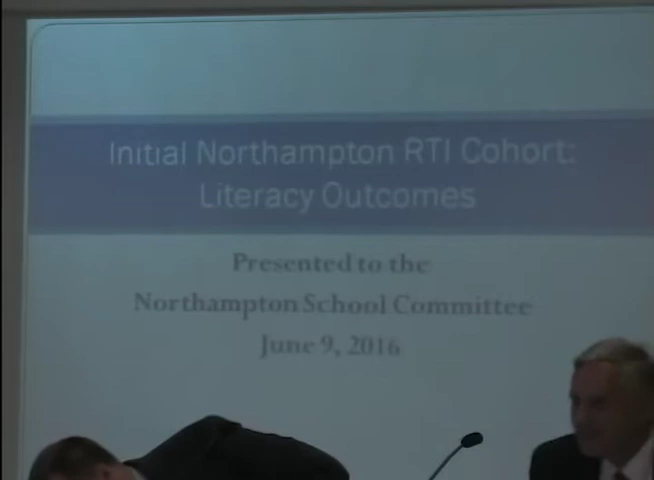 Initial Northampton RTI Cohort:
Literacy Outcomes
Presented to the
Northampton School Committee
June 9, 2016